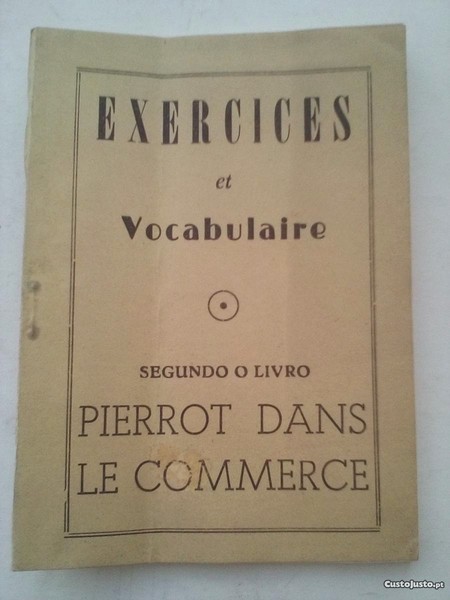 EXERCICES
et
Vocabulaire
SEGUNDO O LIVRO
PIERROT DANS
LE COMMERCE
CustoJusto.pt